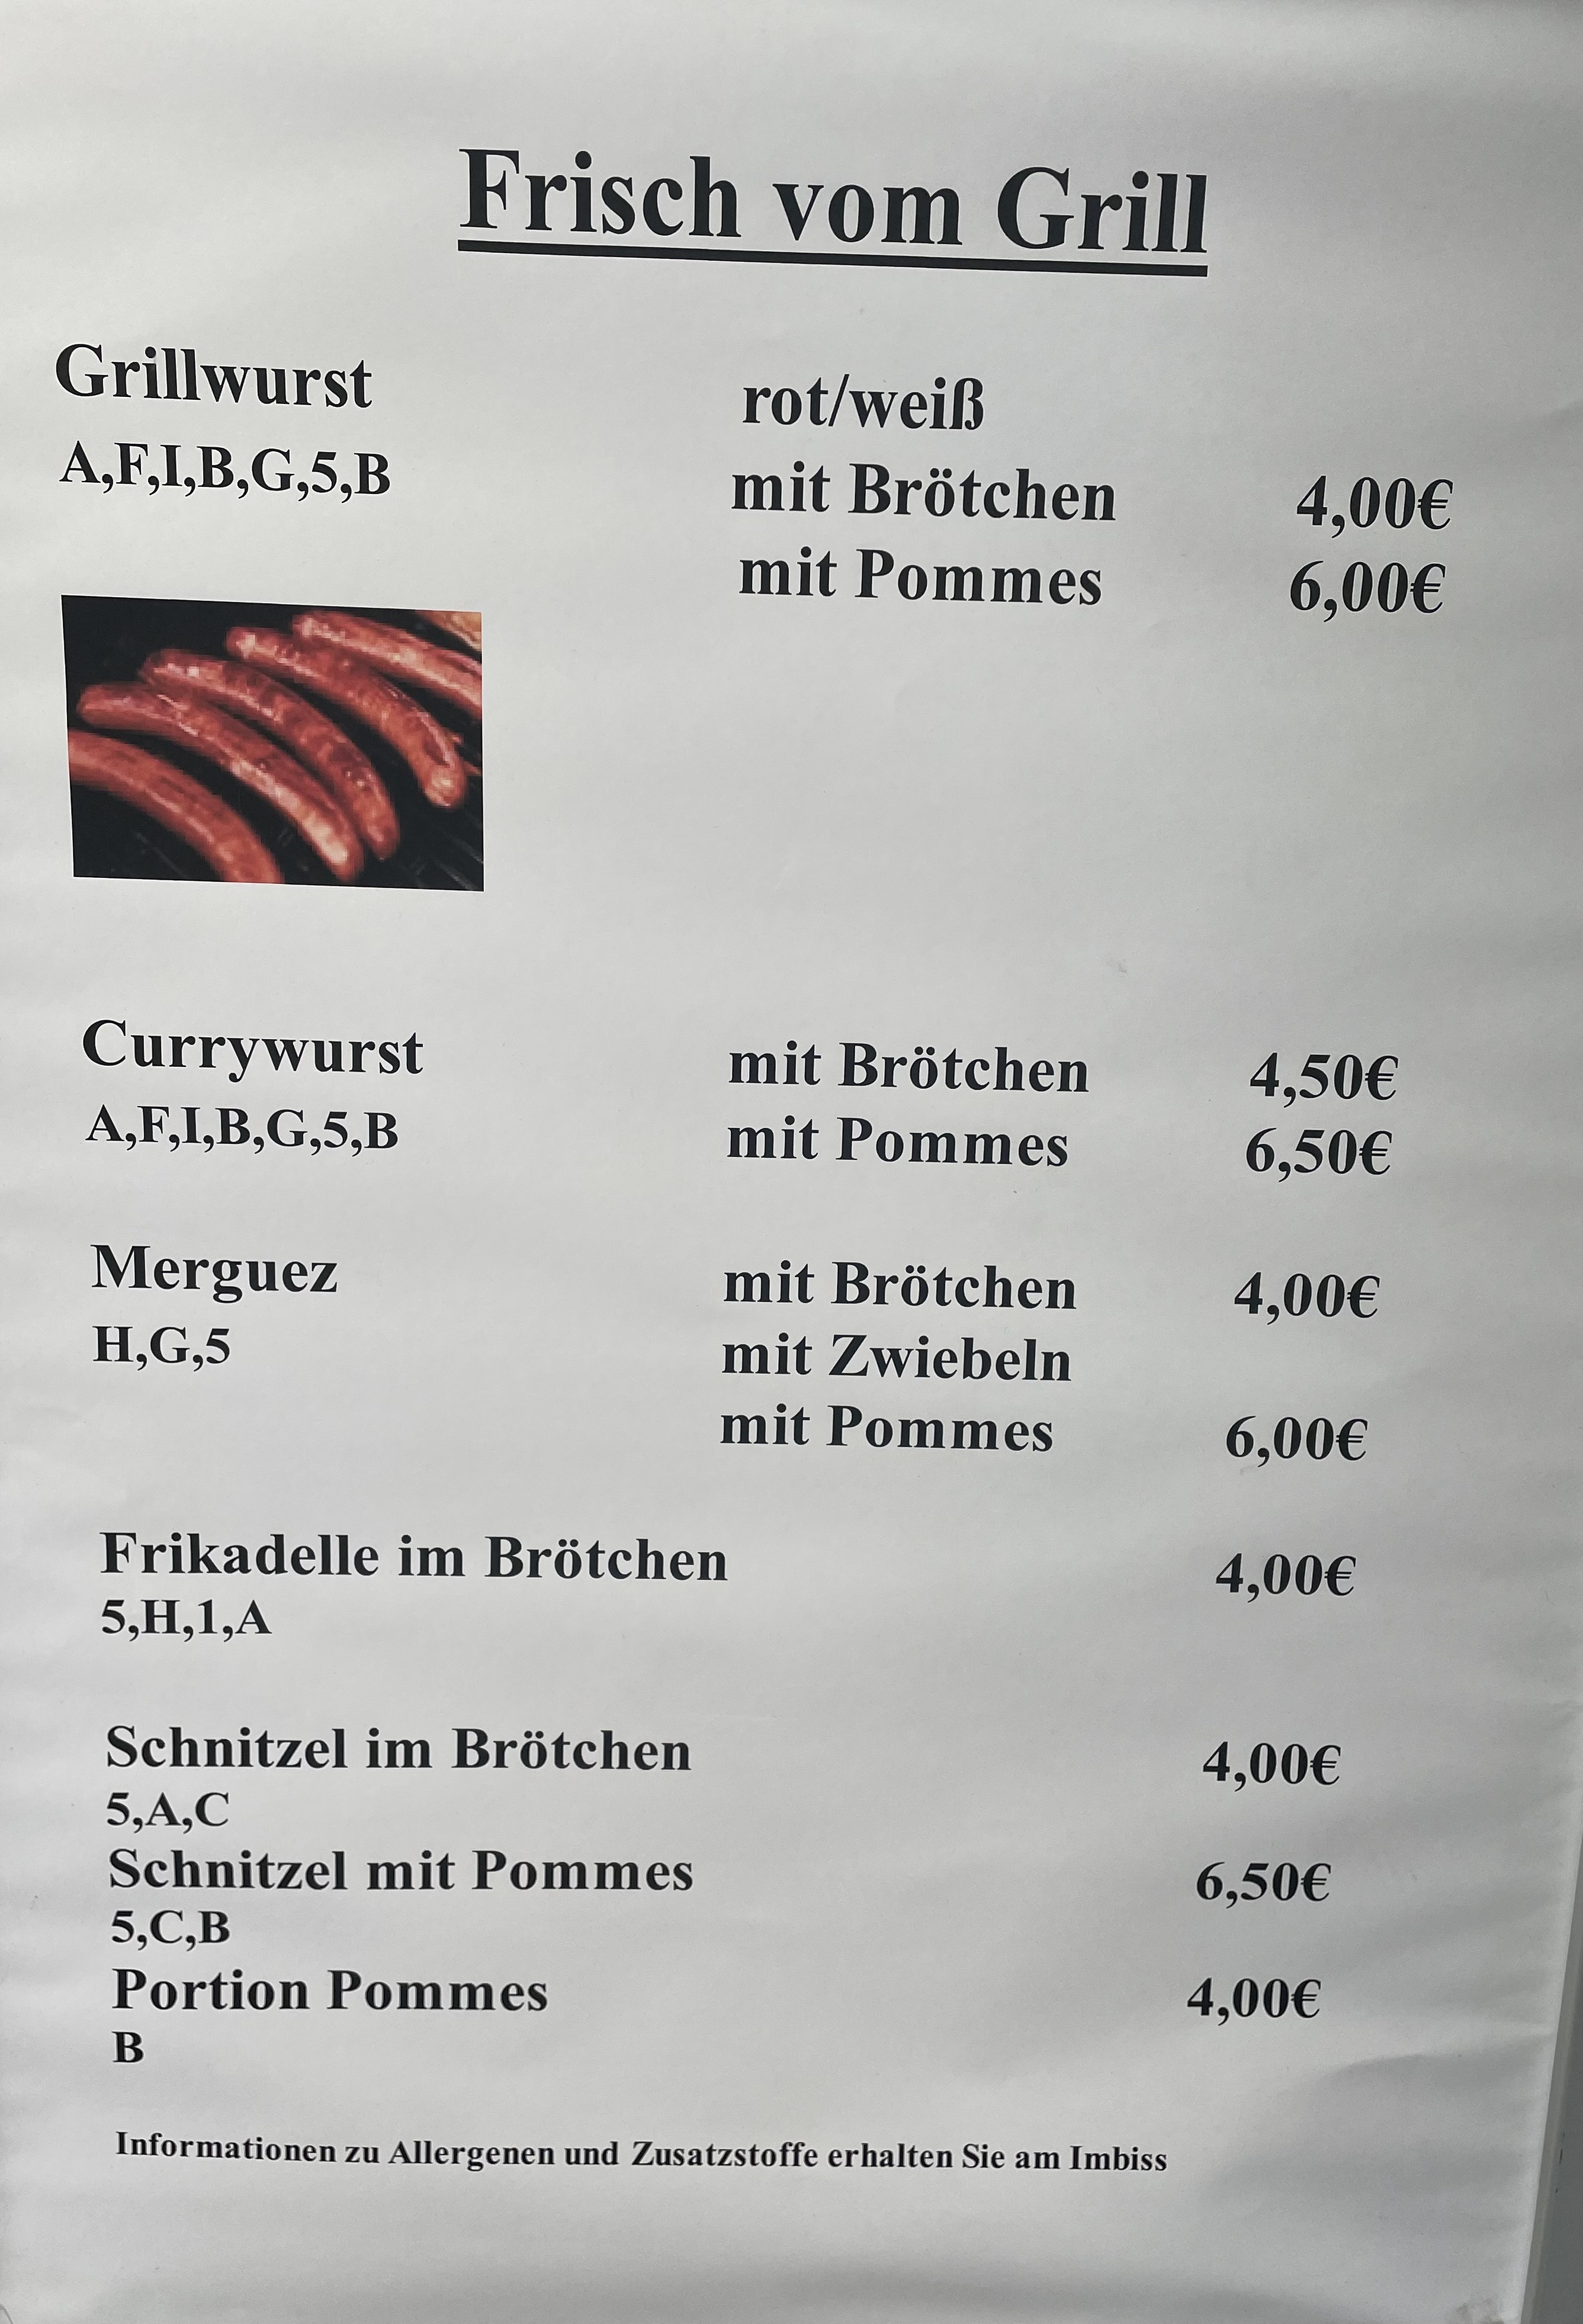 Frisch vom Grill
Grillwurst rot/weiß
A,F,I,B,G,5,B mit Brötchen 4,00€
mit Pommes 6,00€
Currywurst mit Brötchen 4,50€
A,F,I,B,G,5,B mit Pommes 6,50€
Merguez mit Brötchen 4,00€
H,G,5 mit Zwiebeln
mit Pommes 6,00€
Frikadelle im Brötchen 4,00€
5,H,1,A
Schnitzel im Brötchen 4,00€
5,A,C
Schnitzel mit Pommes 6,50€
5,C,B
Portion Pommes 4,00€
B
Informationen zu Allergenen und Zusatzstoffe erhalten Sie am Imbiss